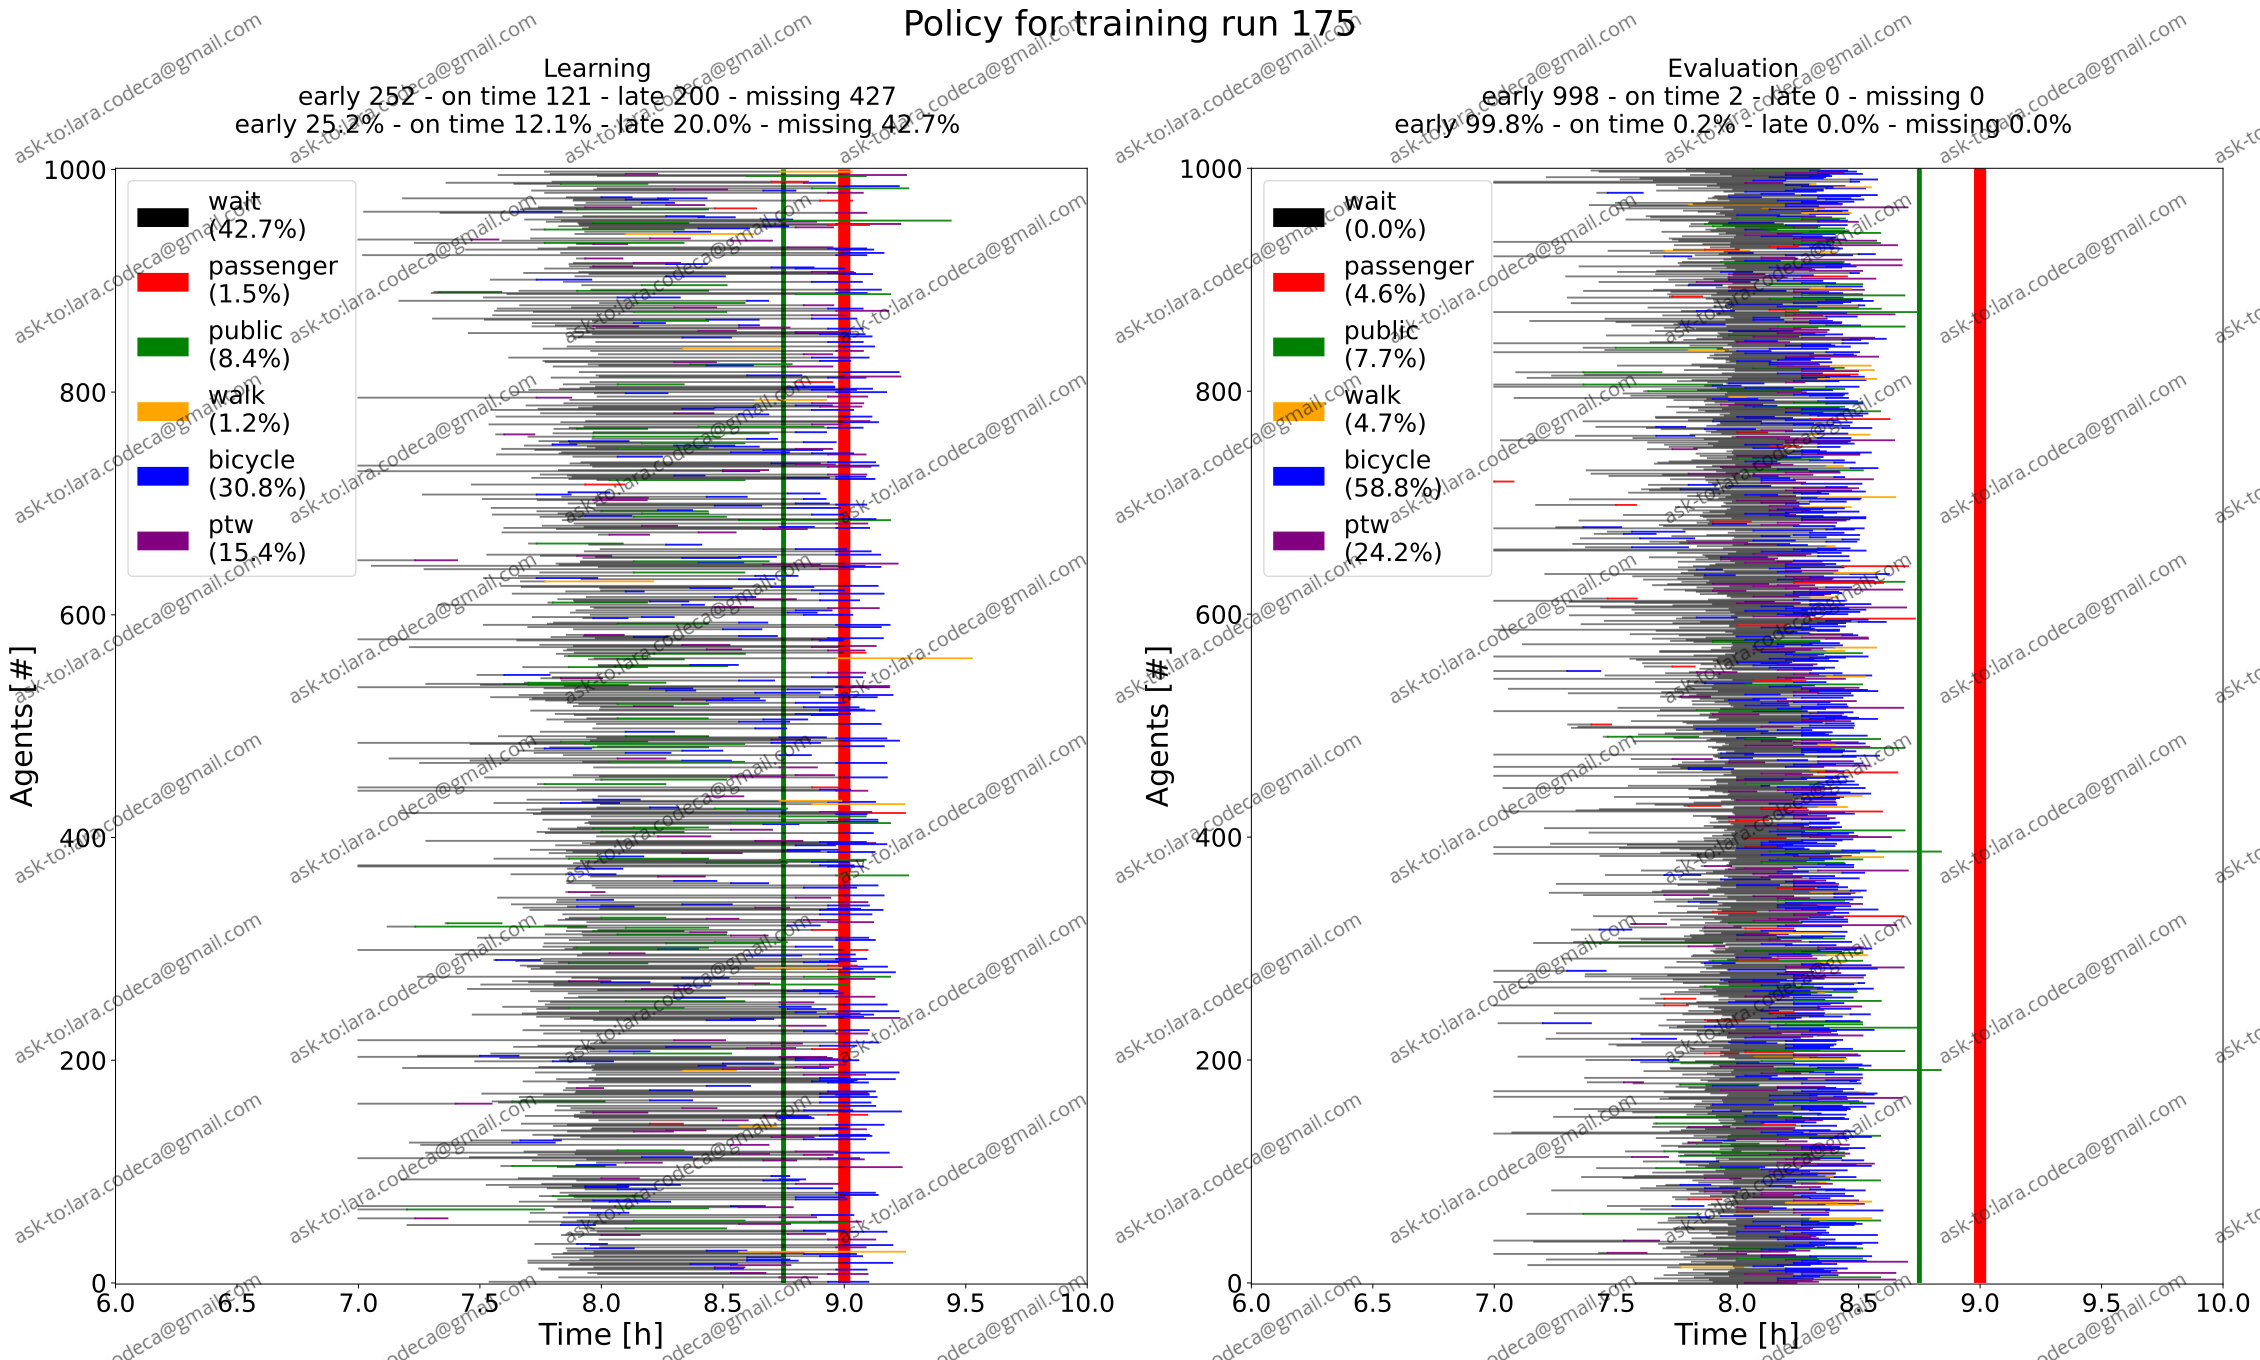 Policy for training run 175
Learning
early 252 - on time 121 - late 200 - missing 427
early 25.2% - on time 12.1% - late 20.0% - missing 42.7%
Evaluation
early 998 - on time 2 - late 0 - missing 0
early 99.8% - on time 0.2% - late 0.0% - missing 0.0%
wait
(42.7%)
passenger
(1.5%)
public
(8.4%)
walk
(1.2%)
bicycle
(30.8%)
ptw
(15.4%)
1000
800
600
400
200
0
Agents [#]
6.0 6.5 7.0 7.5 8.0 8.5 9.0 9.5 10.0
Time [h]
wait
(0.0%)
passenger
(4.6%)
public
(7.7%)
walk
(4.7%)
bicycle
(58.8%)
ptw
(24.2%)
1000
800
600
400
200
0
Agents [#]
6.0 6.5 7.0 7.5 8.0 8.5 9.0 9.5 10.0
Time [h]
ask-to:lara.codeca@gmail.com